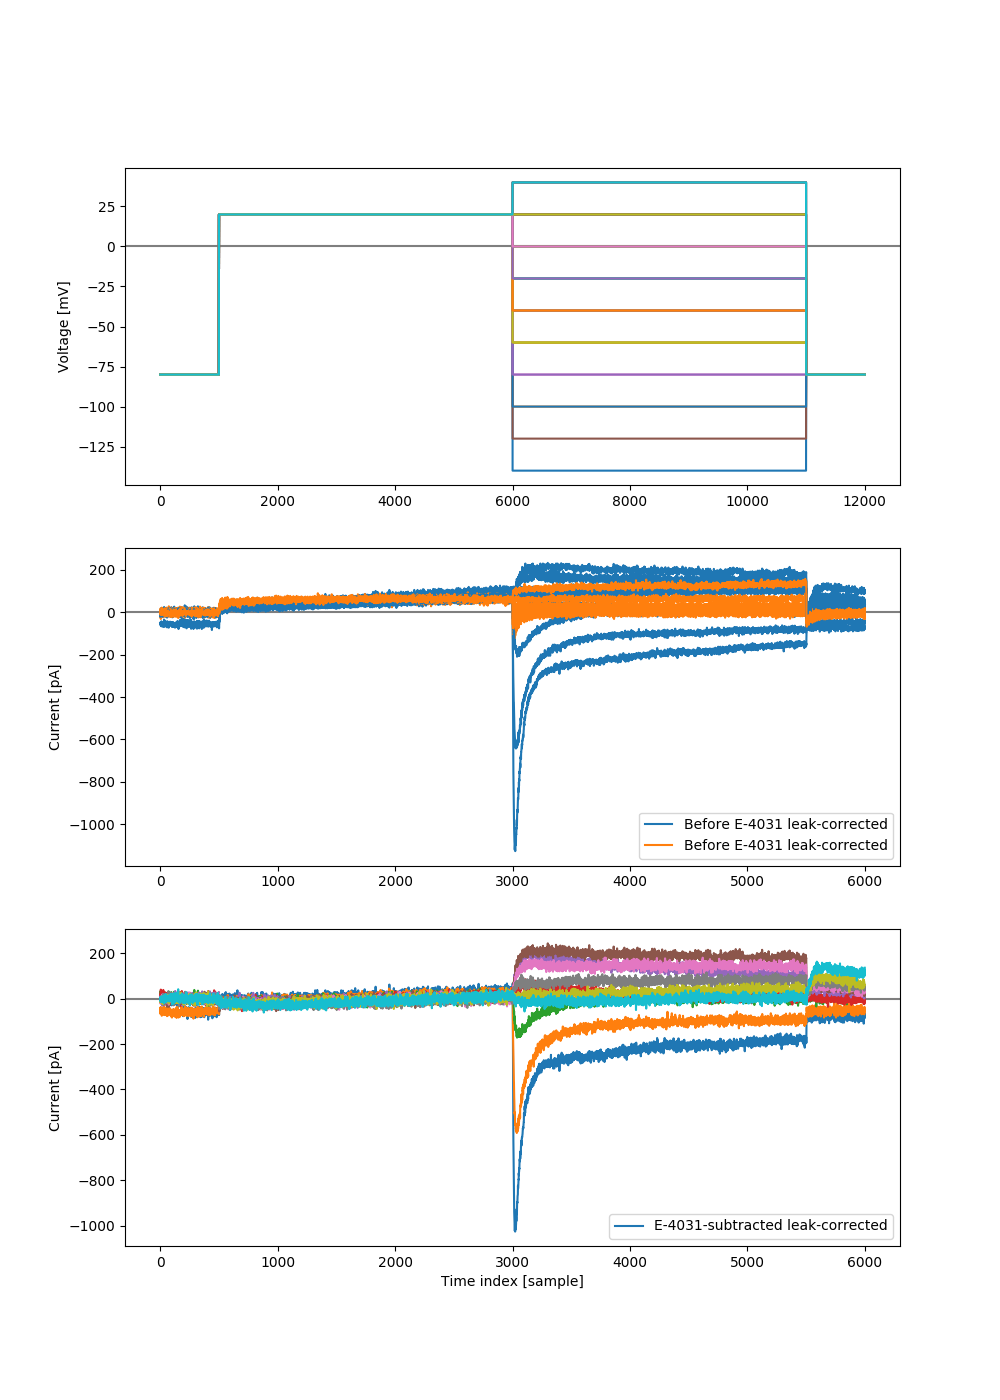 25
0
−25
−50
−75
−100
−125
Voltage [mV]
0 2000 4000 6000 8000 10000 12000
200
0
−200
−400
−600
−800
−1000
Current [pA]
Before E-4031 leak-corrected
Before E-4031 leak-corrected
0 1000 2000 3000 4000 5000 6000
200
0
−200
−400
−600
−800
−1000
Current [pA]
E-4031-subtracted leak-corrected
0 1000 2000 3000 4000 5000 6000
Time index [sample]